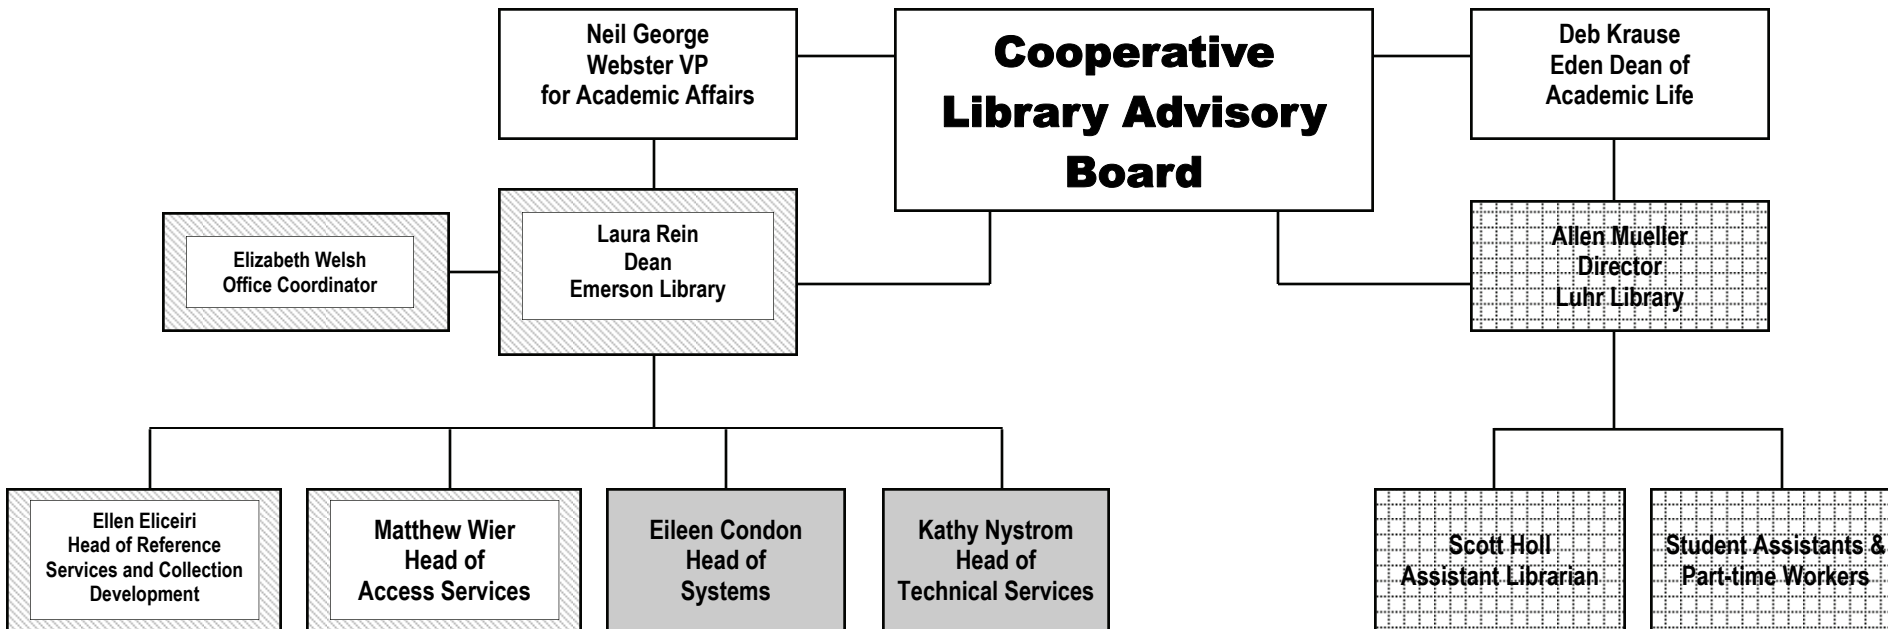 Neil George
Webster VP
for Academic Affairs
Cooperative
Library Advisory
Board
Deb Krause
Eden Dean of
Academic Life
Elizabeth Welsh
Office Coordinator
Laura Rein
Dean
Emerson Library
Allen Mueller
Director
Luhr Library
Ellen Eliceiri
Head of Reference
Services and Collection
Development
Matthew Wier
Head of
Access Services
Eileen Condon
Head of
Systems
Kathy Nystrom
Head of
Technical Services
Scott Holl
Assistant Librarian
Student Assistants &
Part-time Workers